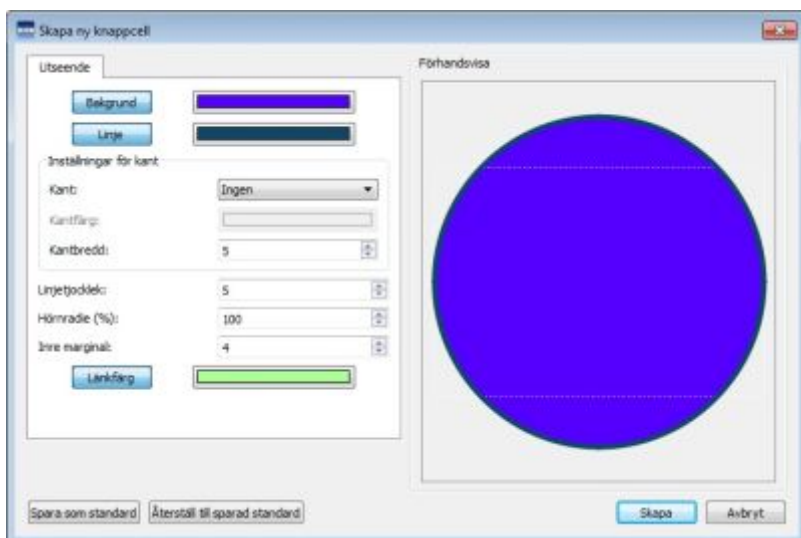 Skapa ny knappcell
Utseende
Bakgrund
Linje
Inställningar för kant
Kant: Ingen
Kantfärg:
Kantbredd: 5
Linjetjocklek: 5
Hörnradie (%): 100
Inre marginal: 4
Länkfärg
Förhandsvisa
Spara som standard Återställ till sparad standard Skapa Avbryt